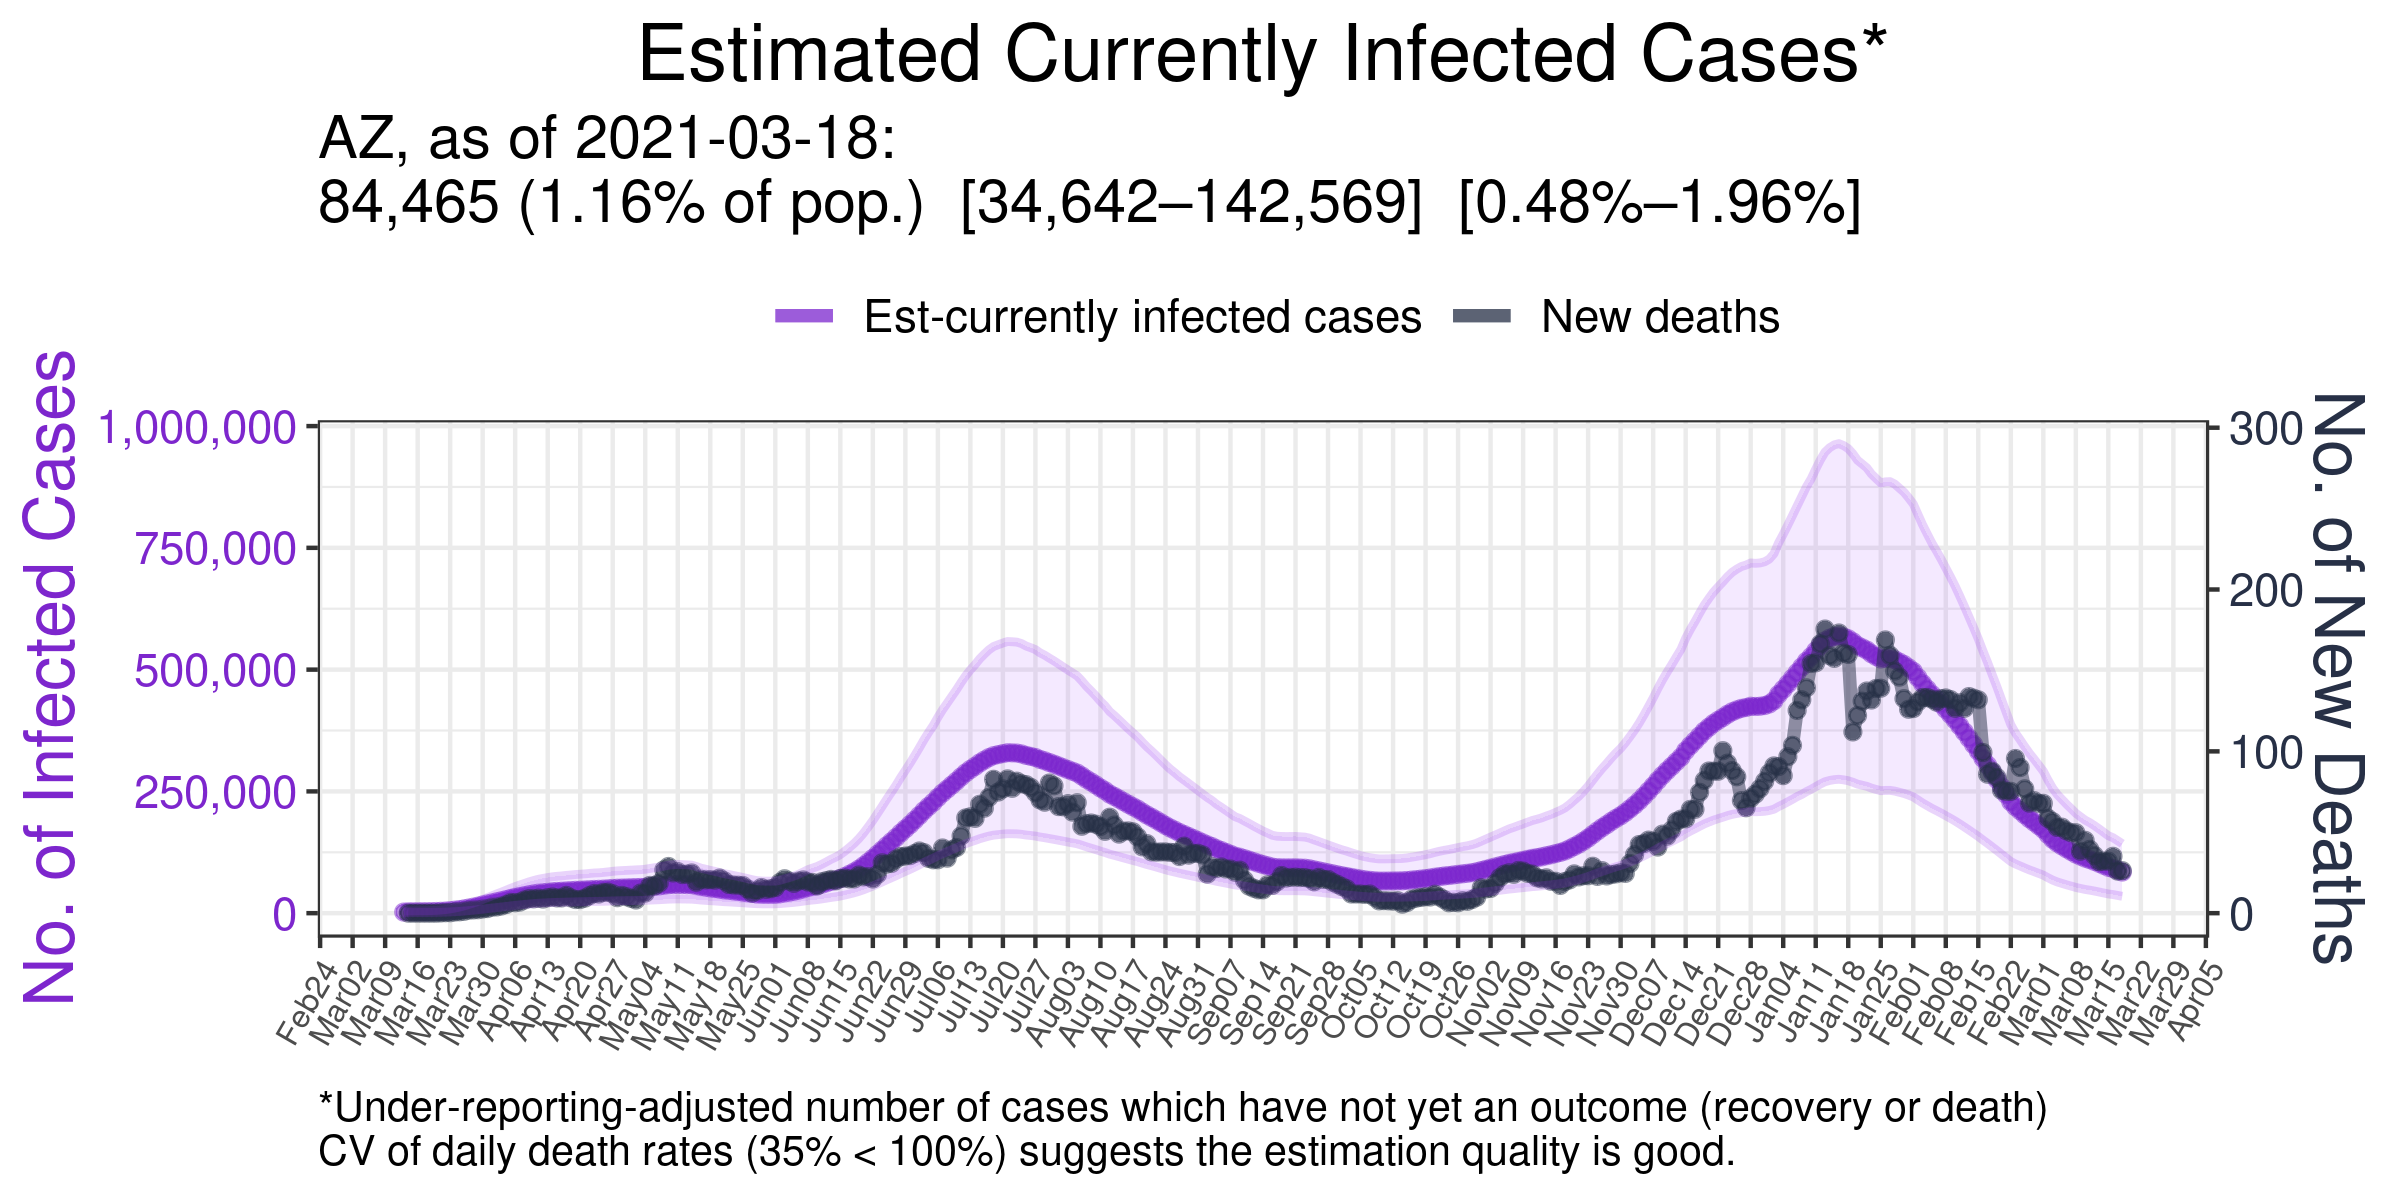 Estimated Currently Infected Cases*
AZ, as of 2021-03-18:
84,465 (1.16% of pop.) [34,642–142,569] [0.48%–1.96%]
Est-currently infected cases New deaths
No. of Infected Cases
1,000,000
750,000
500,000
250,000
0
300
200
100
0
No. of New Deaths
Feb24 Mar02 Mar09 Mar16 Mar23 Mar30 Apr06 Apr13 Apr20 Apr27 May04 May11 May18 May25 Jun01 Jun08 Jun15 Jun22 Jun29 Jul06 Jul13 Jul20 Jul27 Aug03 Aug10 Aug17 Aug24 Aug31 Sep07 Sep14 Sep21 Sep28 Oct05 Oct12 Oct19 Oct26 Nov02 Nov09 Nov16 Nov23 Nov30 Dec07 Dec14 Dec21 Dec28 Jan04 Jan11 Jan18 Jan25 Feb01 Feb08 Feb15 Feb22 Mar01 Mar08 Mar15 Mar22 Mar29 Apr05
*Under-reporting-adjusted number of cases which have not yet an outcome (recovery or death)
CV of daily death rates (35% < 100%) suggests the estimation quality is good.